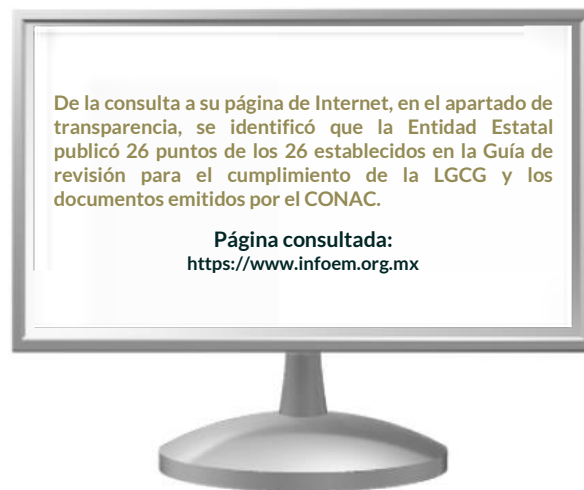 De la consulta a su página de Internet, en el apartado de
transparencia, se identificó que la Entidad Estatal
publicó 26 puntos de los 26 establecidos en la Guía de
revisión para el cumplimiento de la LGCG y los
documentos emitidos por el CONAC.
Página consultada:
https://www.infoem.org.mx